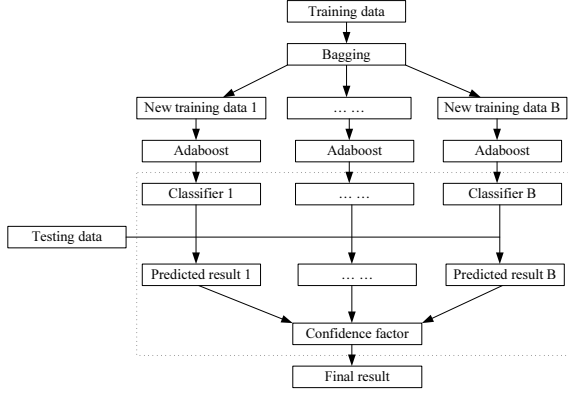 Training data
Bagging
New training data 1
... ...
New training data B
Adaboost
Adaboost
Adaboost
Classifier 1
... ...
Classifier B
Testing data
Predicted result 1
... ...
Predicted result B
Confidence factor
Final result